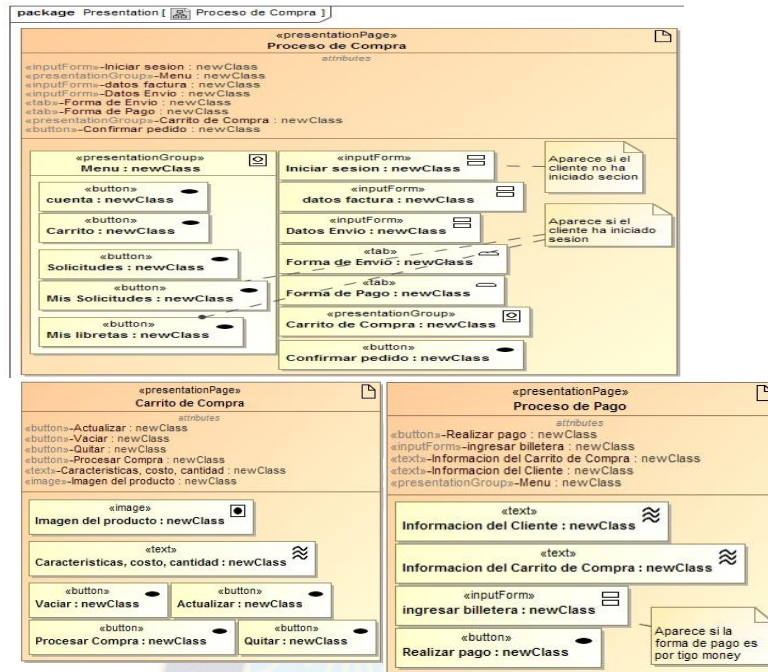 package Presentation [ Proceso de Compra ]
«presentationPage»
Proceso de Compra
attributes
«inputForm»-Iniciar sesion : newClass
«presentationGroup»-Menu : newClass
«inputForm»-datos factura : newClass
«inputForm»-Datos Envio : newClass
«tab»-Forma de Envio : newClass
«tab»-Forma de Pago : newClass
«presentationGroup»-Carrito de Compra : newClass
«button»-Confirmar pedido : newClass
«presentationGroup»
Menu : newClass
«button»
cuenta : newClass
«button»
Carrito : newClass
«button»
Solicitudes : newClass
«button»
Mis Solicitudes : newClass
«button»
Mis libretas : newClass
«inputForm»
Iniciar sesion : newClass
«inputForm»
datos factura : newClass
«inputForm»
Datos Envio : newClass
«tab»
Forma de Envio : newClass
«tab»
Forma de Pago : newClass
«presentationGroup»
Carrito de Compra : newClass
«button»
Confirmar pedido : newClass
Aparece si el
cliente no ha
iniciado secion
Aparece si el
cliente ha iniciado
sesion
«presentationPage»
Carrito de Compra
attributes
«button»-Actualizar : newClass
«button»-Vaciar : newClass
«button»-Quitar : newClass
«button»-Procesar Compra : newClass
«text»-Caracteristicas, costo, cantidad : newClass
«image»-Imagen del producto : newClass
«image»
Imagen del producto : newClass
«text»
Caracteristicas, costo, cantidad : newClass
«button»
Vaciar : newClass
«button»
Actualizar : newClass
«button»
Procesar Compra : newClass
«button»
Quitar : newClass
«presentationPage»
Proceso de Pago
attributes
«button»-Realizar pago : newClass
«inputForm»-ingresar billetera : newClass
«text»-Informacion del Carrito de Compra : newClass
«text»-Informacion del Cliente : newClass
«presentationGroup»-Menu : newClass
«text»
Informacion del Cliente : newClass
«text»
Informacion del Carrito de Compra : newClass
«inputForm»
ingresar billetera : newClass
«button»
Realizar pago : newClass
Aparece si la
forma de pago es
por tigo money